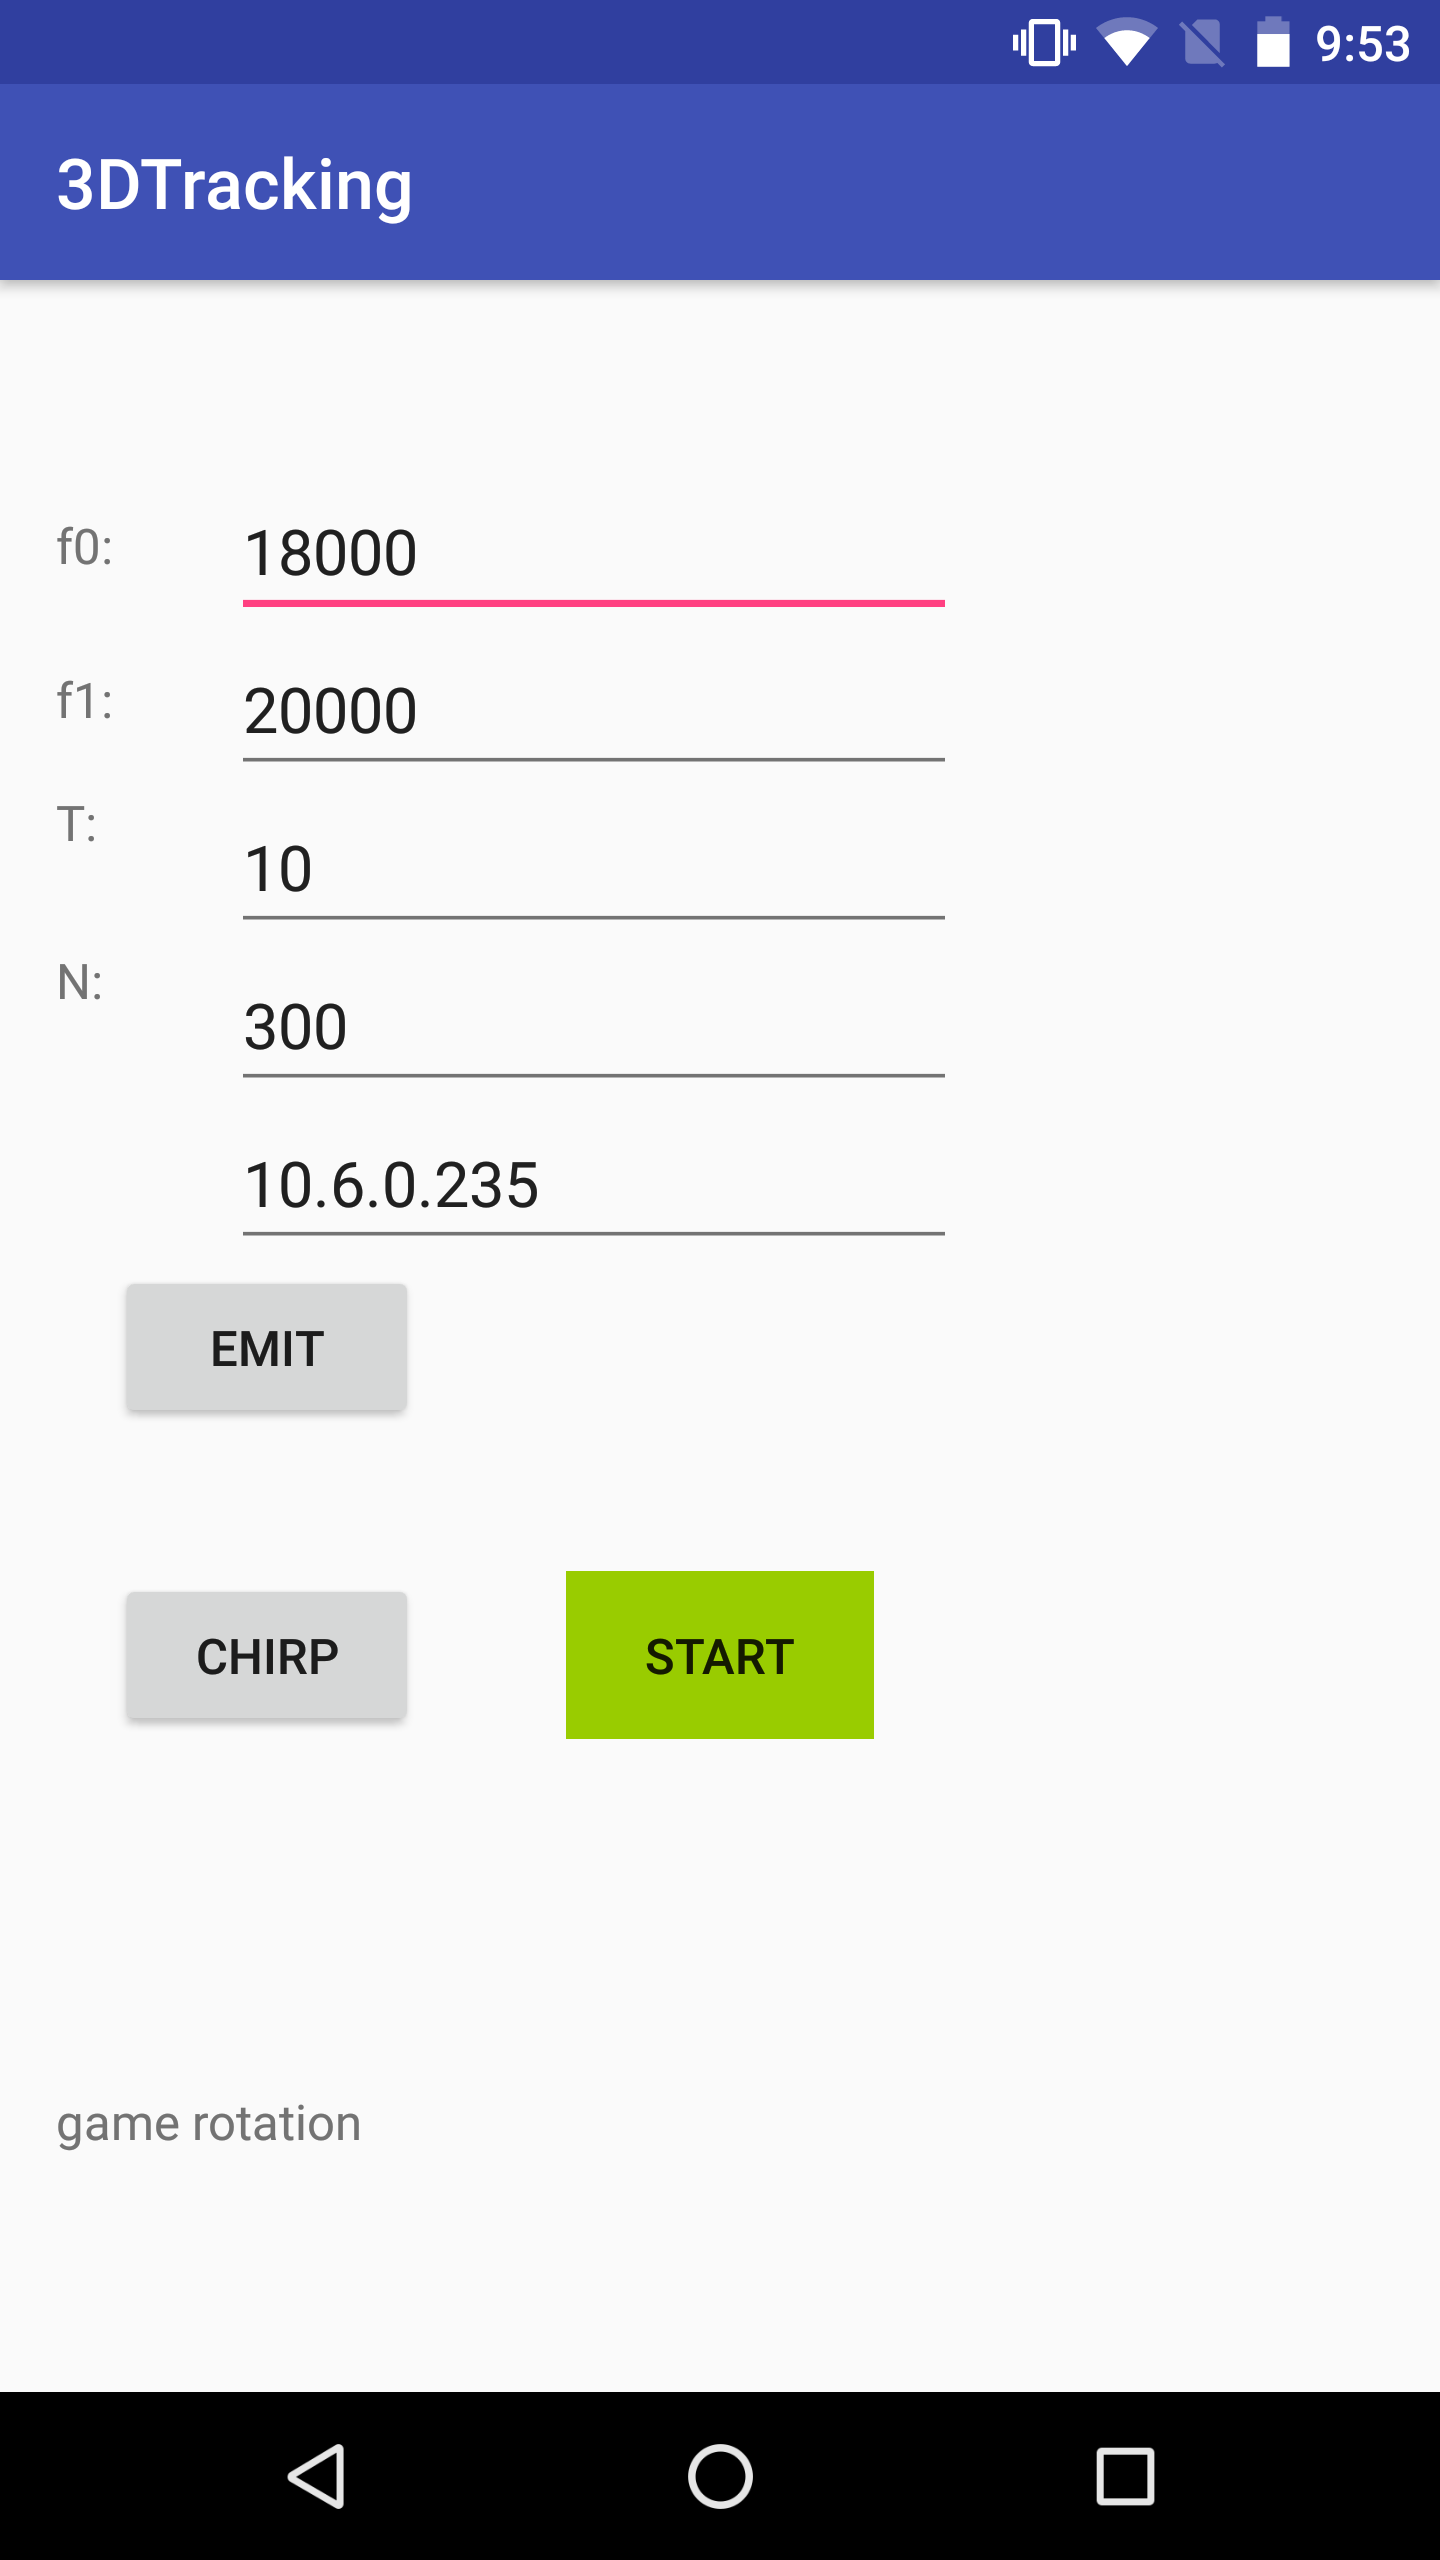 9:53
3DTracking
f0: 18000
f1: 20000
T: 10
N: 300
10.6.0.235
EMIT
CHIRP START
game rotation